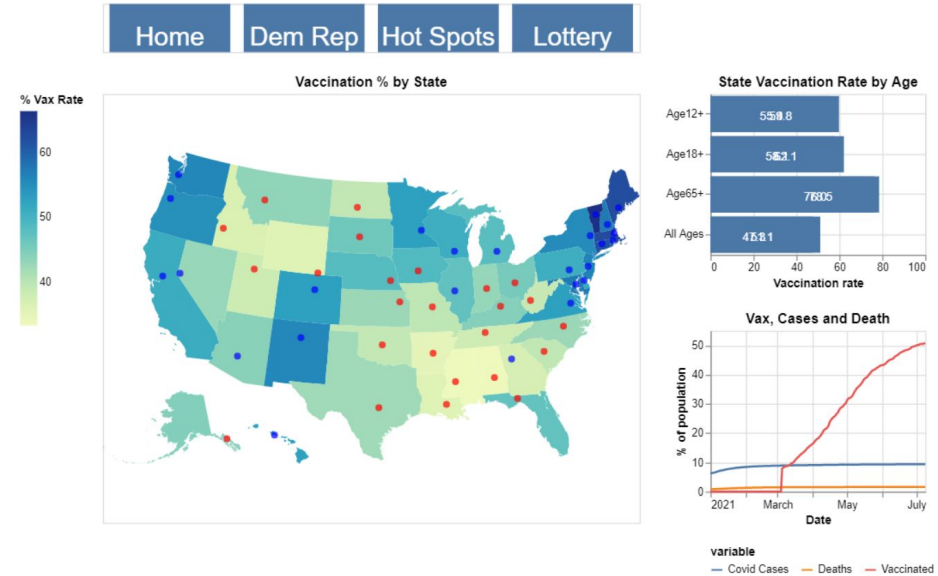 Home Dem Rep Hot Spots Lottery
Vaccination % by State
% Vax Rate
60
50
40
State Vaccination Rate by Age
Age12+
Age18+
Age65+
All Ages
0 20 40 60 80 100
Vaccination rate
Vax, Cases and Death
% of population
50
40
30
20
10
0
2021 March May July
Date
variable
Covid Cases Deaths Vaccinated